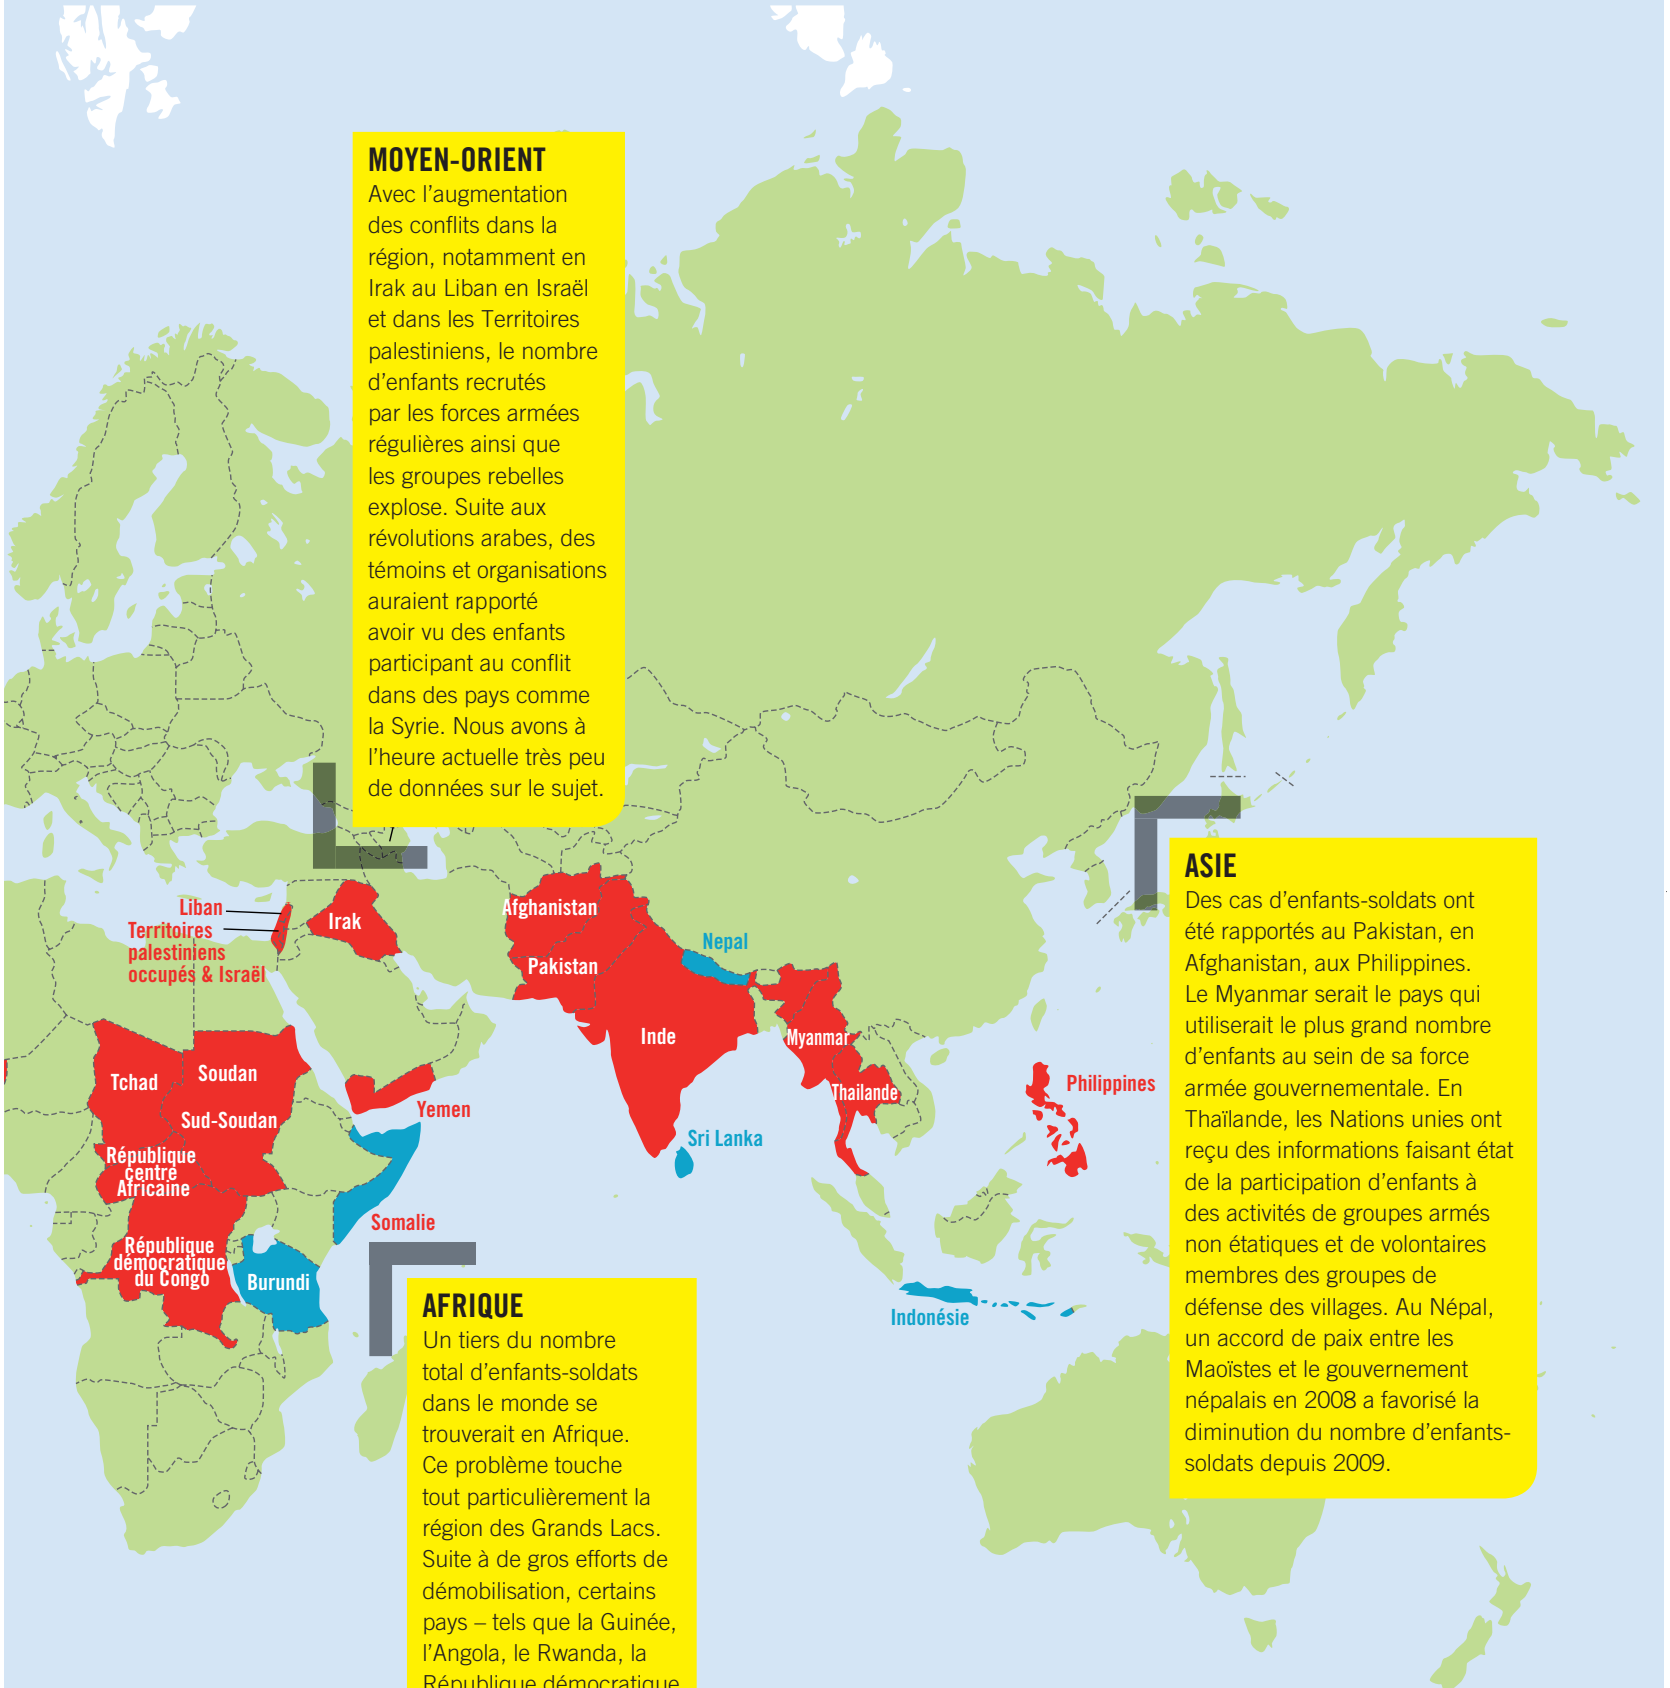 MOYEN-ORIENT
Avec l’augmentation
des conflits dans la
région, notamment en
Irak au Liban en Israël
et dans les Territoires
palestiniens, le nombre
d’enfants recrutés
par les forces armées
régulières ainsi que
les groupes rebelles
explose. Suite aux
révolutions arabes, des
témoins et organisations
auraient rapporté
avoir vu des enfants
participant au conflit
dans des pays comme
la Syrie. Nous avons à
l’heure actuelle très peu
de données sur le sujet.
Liban
Territoires
palestiniens
occupés & Israël
Irak
Afghanistan
Pakistan
Nepal
Inde
Myanmar
Thailande
Philippines
Sri Lanka
Indonésie
Tchad
Soudan
Sud-Soudan
Yemen
République
centre
Africaine
Somalie
République
démocratique
du Congo
Burundi
ASIE
Des cas d’enfants-soldats ont
été rapportés au Pakistan, en
Afghanistan, aux Philippines.
Le Myanmar serait le pays qui
utiliserait le plus grand nombre
d’enfants au sein de sa force
armée gouvernementale. En
Thaïlande, les Nations unies ont
reçu des informations faisant état
de la participation d’enfants à
des activités de groupes armés
non étatiques et de volontaires
membres des groupes de
défense des villages. Au Népal,
un accord de paix entre les
Maoïstes et le gouvernement
népalais en 2008 a favorisé la
diminution du nombre d’enfants-
soldats depuis 2009.
AFRIQUE
Un tiers du nombre
total d’enfants-soldats
dans le monde se
trouverait en Afrique.
Ce problème touche
tout particulièrement la
région des Grands Lacs.
Suite à de gros efforts de
démobilisation, certains
pays – tels que la Guinée,
l’Angola, le Rwanda, la
République démocratique